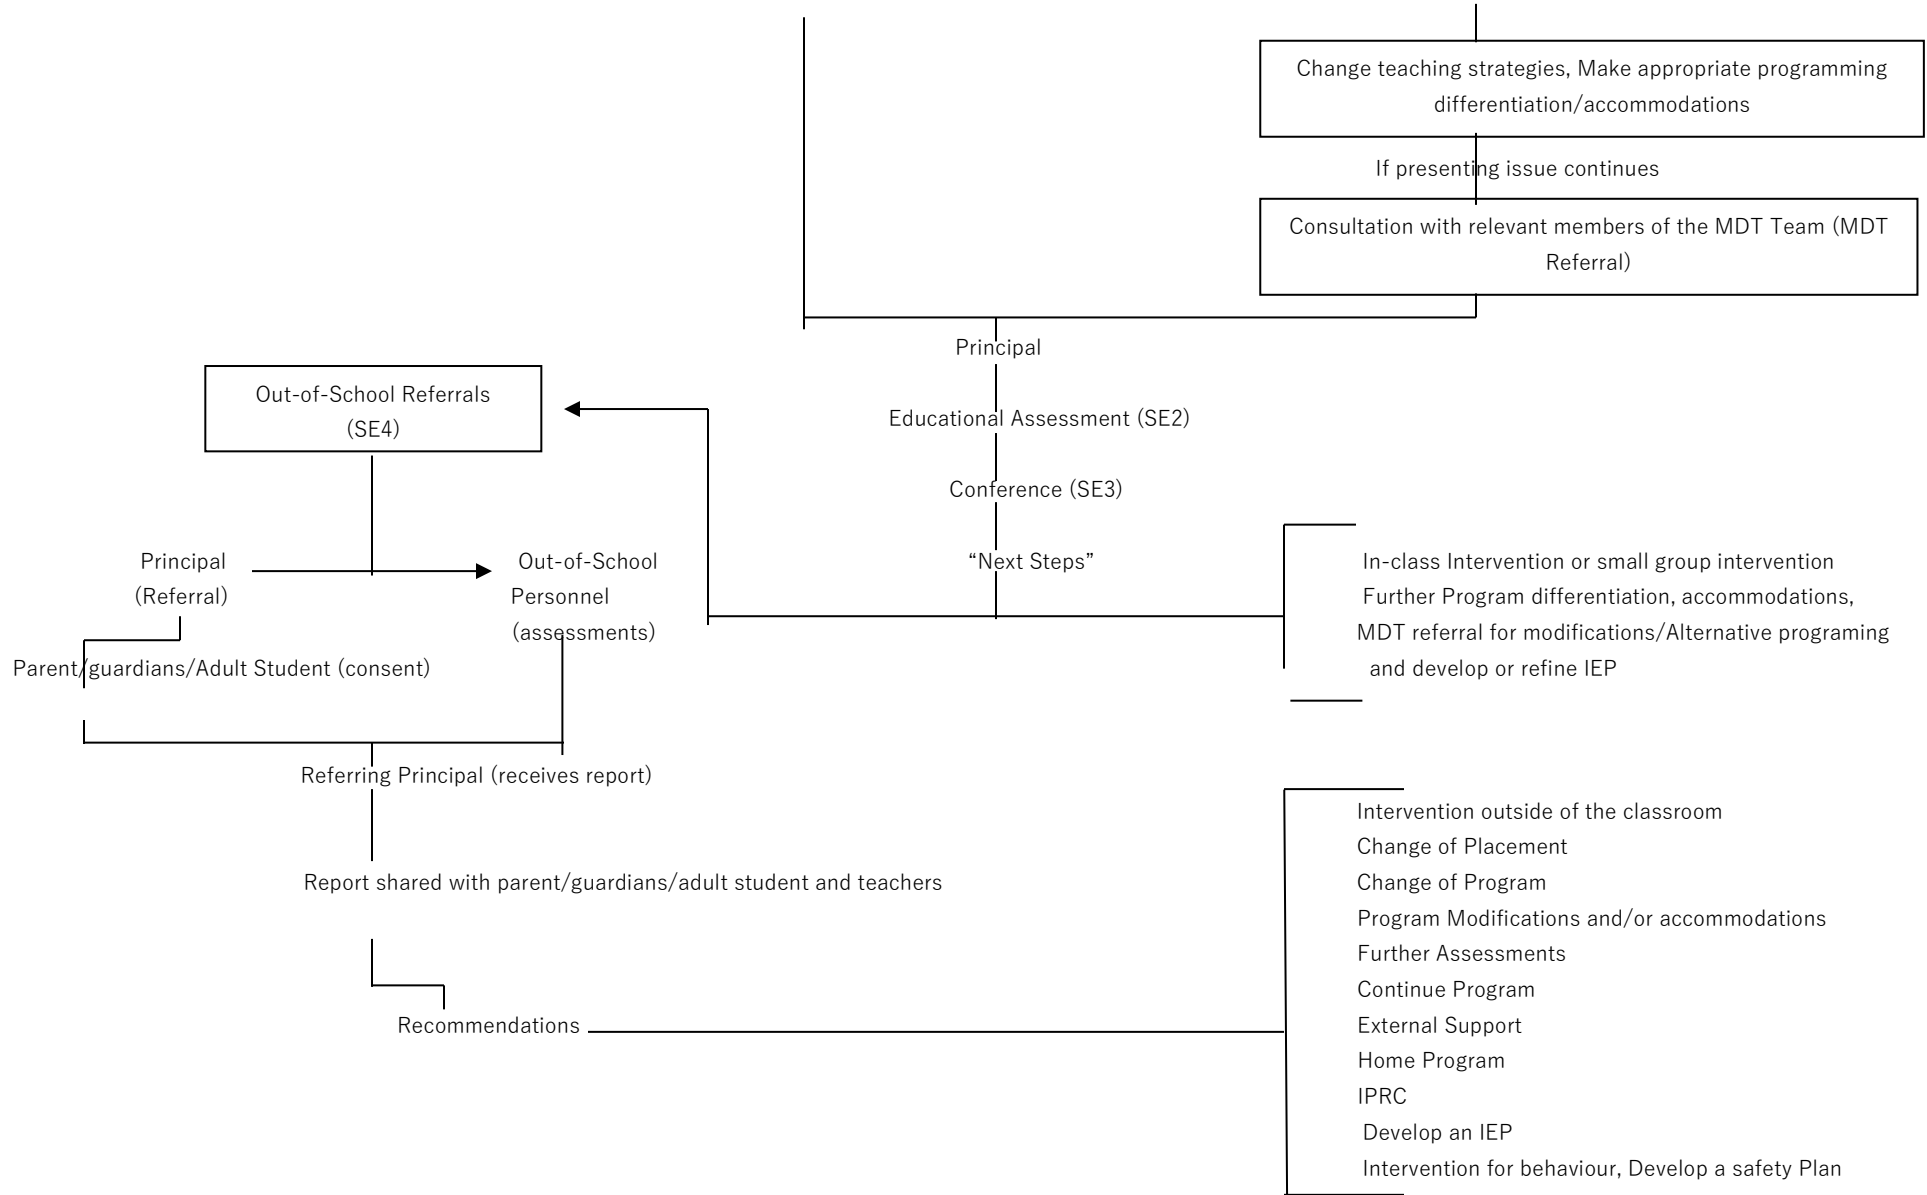 Change teaching strategies, Make appropriate programming
differentiation/accommodations
If presenting issue continues
Consultation with relevant members of the MDT Team (MDT
Referral)
Principal
Out-of-School Referrals
(SE4)
Educational Assessment (SE2)
Conference (SE3)
“Next Steps”
Principal
(Referral)
Out-of-School
Personnel
(assessments)
Parent/guardians/Adult Student (consent)
In-class Intervention or small group intervention
Further Program differentiation, accommodations,
MDT referral for modifications/Alternative programing
and develop or refine IEP
Referring Principal (receives report)
Report shared with parent/guardians/adult student and teachers
Recommendations
Intervention outside of the classroom
Change of Placement
Change of Program
Program Modifications and/or accommodations
Further Assessments
Continue Program
External Support
Home Program
IPRC
Develop an IEP
Intervention for behaviour, Develop a safety Plan